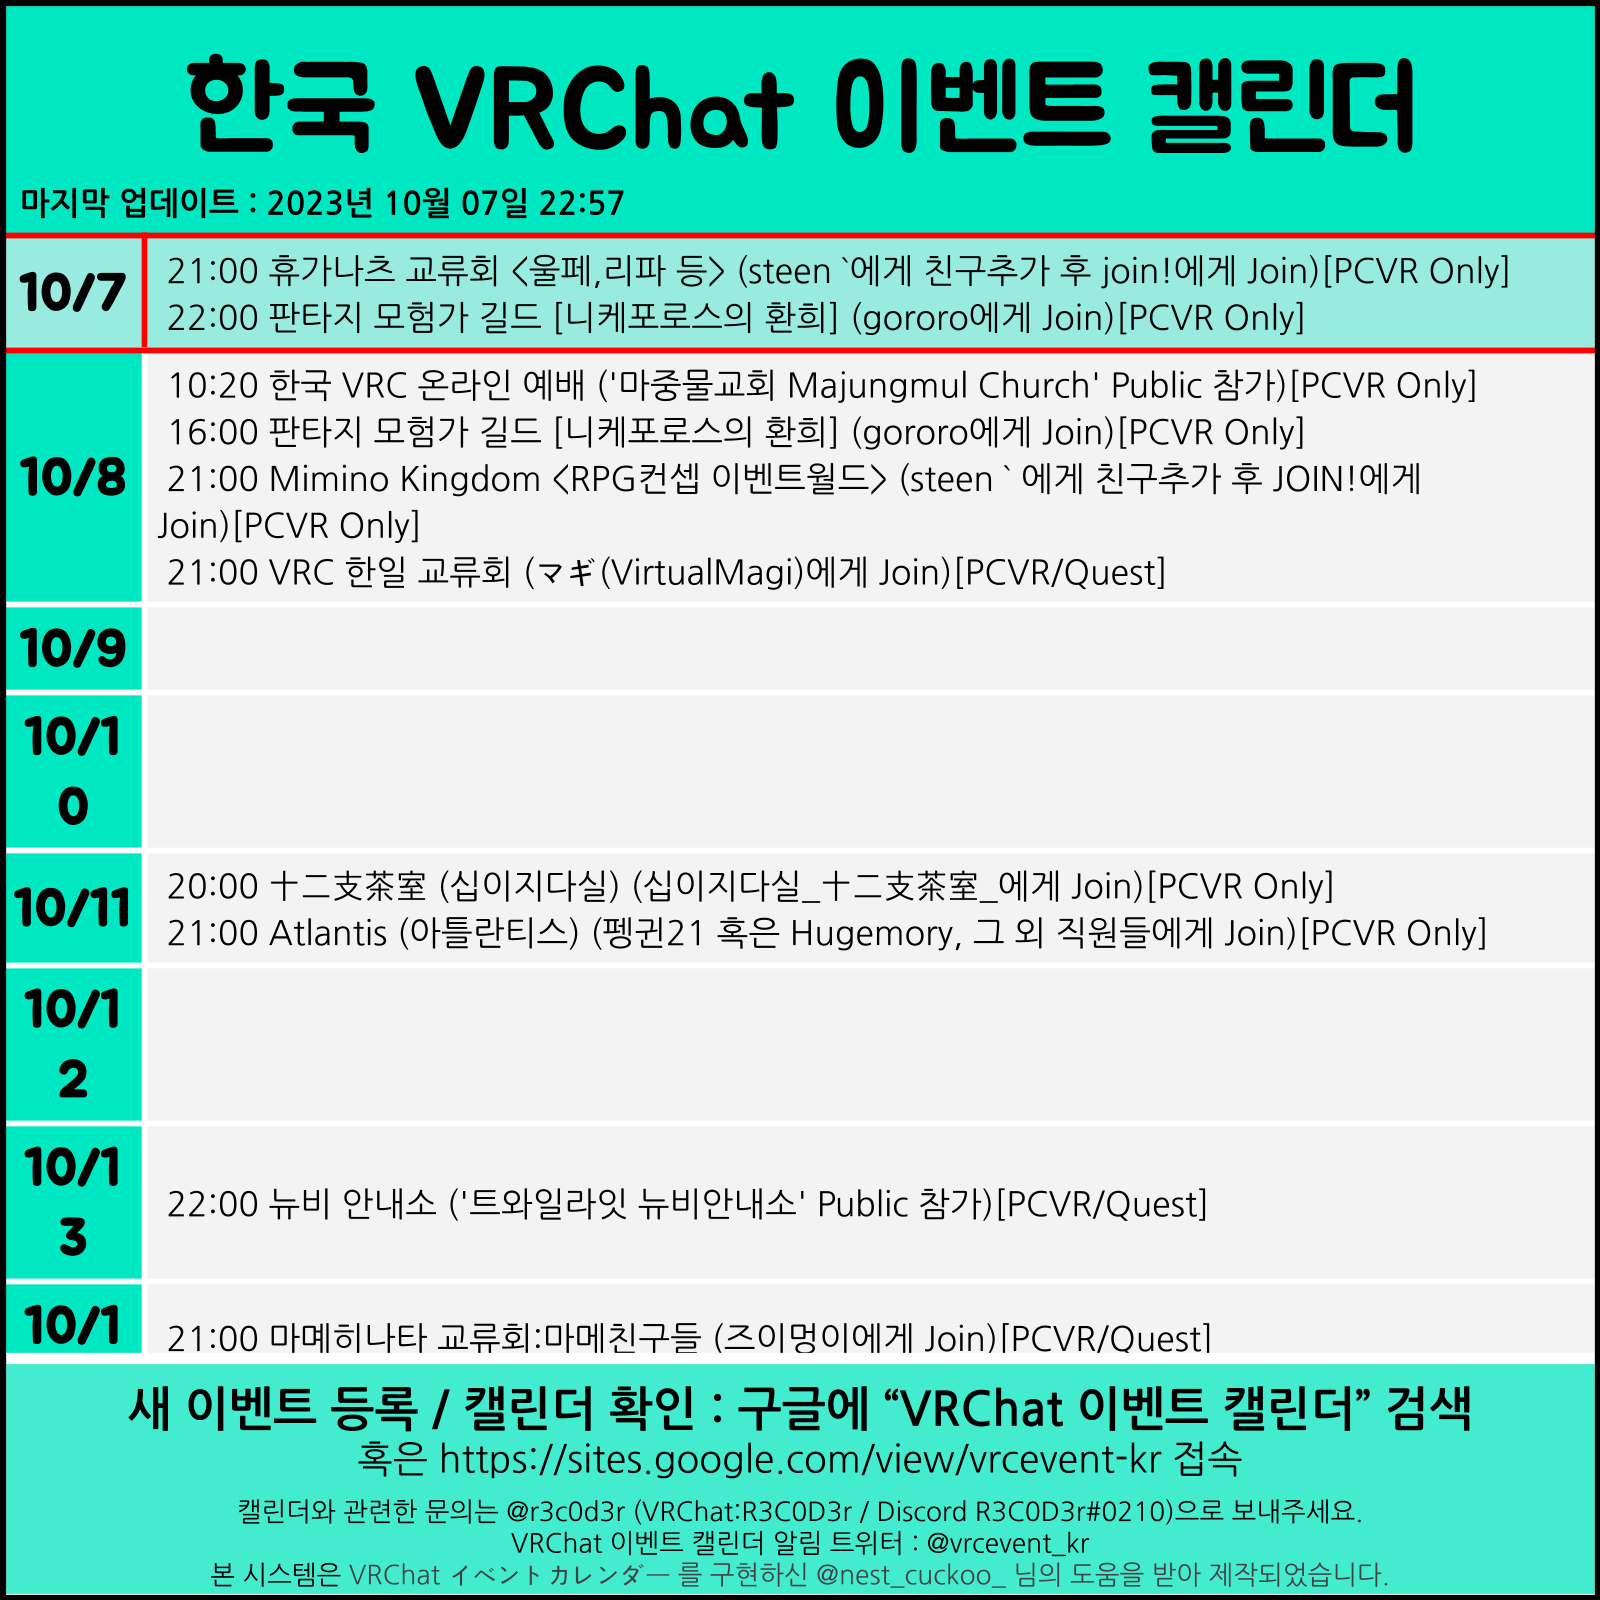 한국 VRChat 이벤트 캘린더
마지막 업데이트 : 2023년 10월 07일 22:57
10/7
21:00 휴가나츠 교류회 <울페,리파 등> (steen `에게 친구추가 후 join!에게 Join)[PCVR Only]
22:00 판타지 모험가 길드 [니케포로스의 환희] (gororo에게 Join)[PCVR Only]
10/8
10:20 한국 VRC 온라인 예배 ('마중물교회 Majungmul Church' Public 참가)[PCVR Only]
16:00 판타지 모험가 길드 [니케포로스의 환희] (gororo에게 Join)[PCVR Only]
21:00 Mimino Kingdom <RPG컨셉 이벤트월드> (steen ` 에게 친구추가 후 JOIN!에게
Join)[PCVR Only]
21:00 VRC 한일 교류회 (マギ(VirtualMagi)에게 Join)[PCVR/Quest]
10/9
10/1
0
10/11
20:00 十二支茶室 (십이지다실) (십이지다실_十二支茶室_에게 Join)[PCVR Only]
21:00 Atlantis (아틀란티스) (펭귄21 혹은 Hugemory, 그 외 직원들에게 Join)[PCVR Only]
10/1
2
10/1
3
22:00 뉴비 안내소 ('트와일라잇 뉴비안내소' Public 참가)[PCVR/Quest]
10/1
21:00 마몌히나타 교류회:마메친구들 (즈이멍이에게 Join)[PCVR/Quest]
새 이벤트 등록 / 캘린더 확인 : 구글에 “VRChat 이벤트 캘린더” 검색
혹은 https://sites.google.com/view/vrcevent-kr 접속
캘린더와 관련한 문의는 @r3c0d3r (VRChat:R3C0D3r / Discord R3C0D3r#0210)으로 보내주세요.
VRChat 이벤트 캘린더 알림 트위터 : @vrcevent_kr
본 시스템은 VRChat イベントカレンダー 를 구현하신 @nest_cuckoo_ 님의 도움을 받아 제작되었습니다.